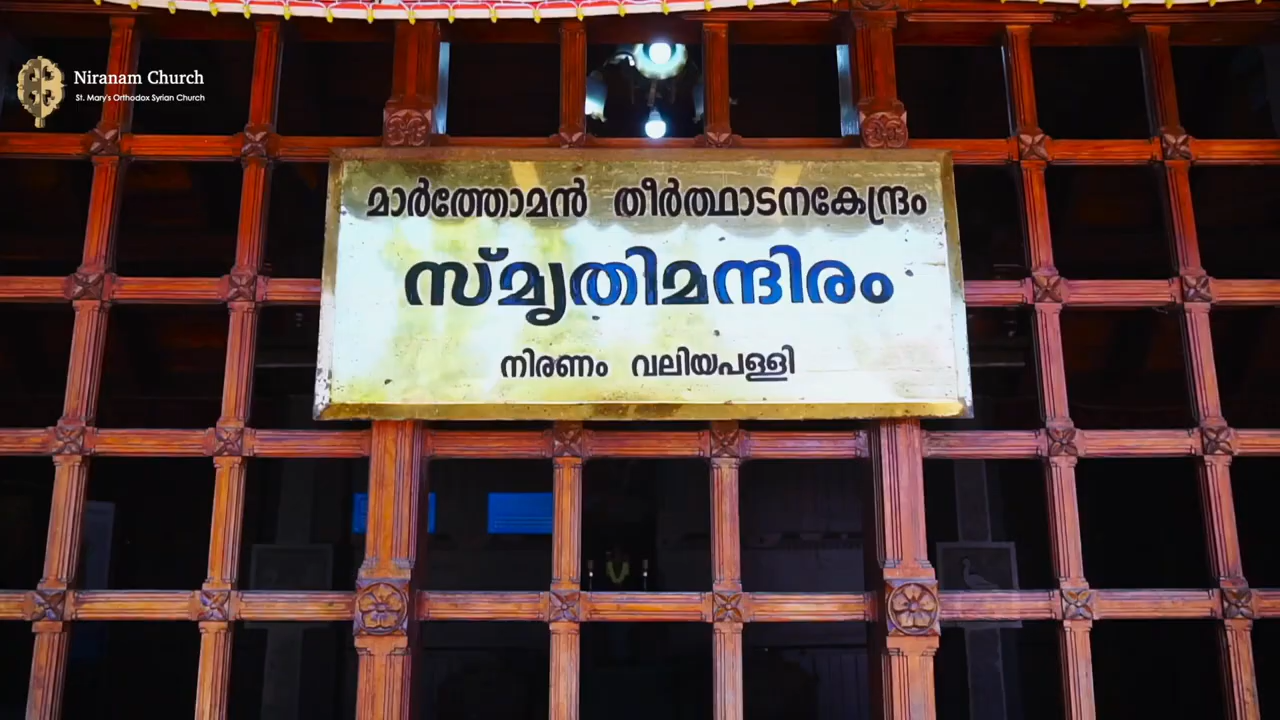 Niranam Church
St. Mary's Orthodox Syrian Church
മാർത്തോമൻ തീർത്ഥാടനകേന്ദ്രം
സ്മൃതിമന്ദിരം
നിരണം വലിയപള്ളി